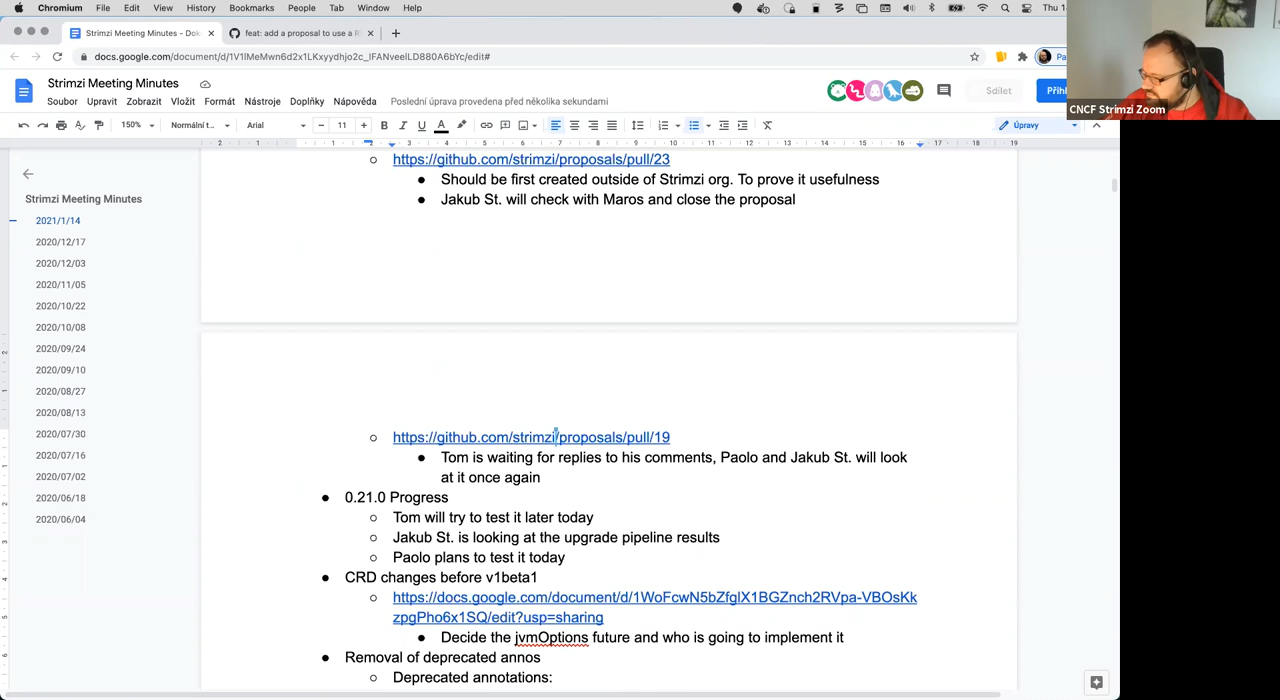 Chromium File Edit View History Bookmarks People Tab Window Help
Strimzi Meeting Minutes - Dok
feat: add a proposal to use a R
docs.google.com/document/d/1V1lMeMwn6d2x1LKxyydhjo2c_lFANveelLD880A6bYc/edit#
Strimzi Meeting Minutes
Soubor Upravit Zobrazit Vložit Formát Nástroje Doplňky Nápověda
Poslední úprava provedena před několika sekundami
Sdílet
CNCF Strimzi Zoom
150% Normální t... Arial 11 Úpravy
Strimzi Meeting Minutes
2021/1/14
2020/12/17
2020/12/03
2020/11/05
2020/10/22
2020/10/08
2020/09/24
2020/09/10
2020/08/27
2020/08/13
2020/07/30
2020/07/16
2020/07/02
2020/06/18
2020/06/04
https://github.com/strimzi/proposals/pull/23
Should be first created outside of Strimzi org. To prove it usefulness
Jakub St. will check with Maros and close the proposal
https://github.com/strimzi/proposals/pull/19
Tom is waiting for replies to his comments, Paolo and Jakub St. will look
at it once again
0.21.0 Progress
Tom will try to test it later today
Jakub St. is looking at the upgrade pipeline results
Paolo plans to test it today
CRD changes before v1beta1
https://docs.google.com/document/d/1WoFcwN5bZfglX1BGZnch2RVpa-VBOsKk
zpgPho6x1SQ/edit?usp=sharing
Decide the jvmOptions future and who is going to implement it
Removal of deprecated annos
Deprecated annotations: